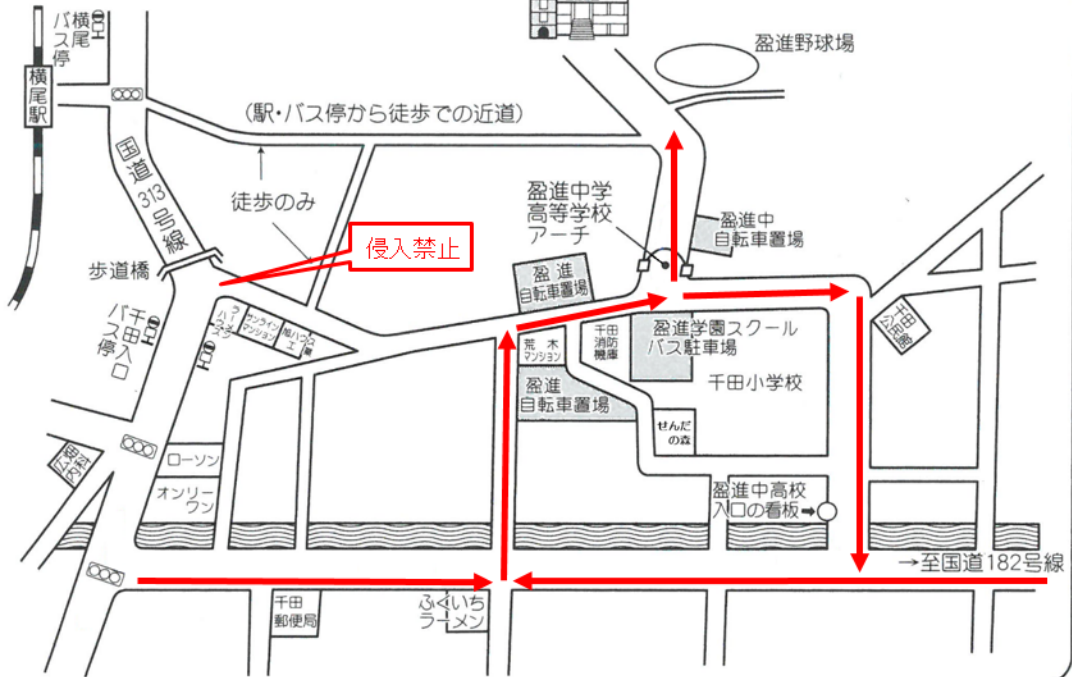 横尾
バス停
盈進野球場
横尾駅
(駅・バス停から徒歩での近道)
国道313号線
徒歩のみ
盈進中学
高等学校
アーチ
盈進中
自転車置場
侵入禁止
歩道橋
盈進
自転車置場
千田入口
バス停
サンライン
マンション
荒木
マンション
千田
消防
機庫
盈進学園スクール
バス駐車場
千田
公民館
千田小学校
盈進
自転車置場
せんだ
の森
広畑
内科
ローソン
オンリー
ワン
盈進中高校
入口の看板➡
→至国道182号線
千田
郵便局
ふくいち
ラーメン